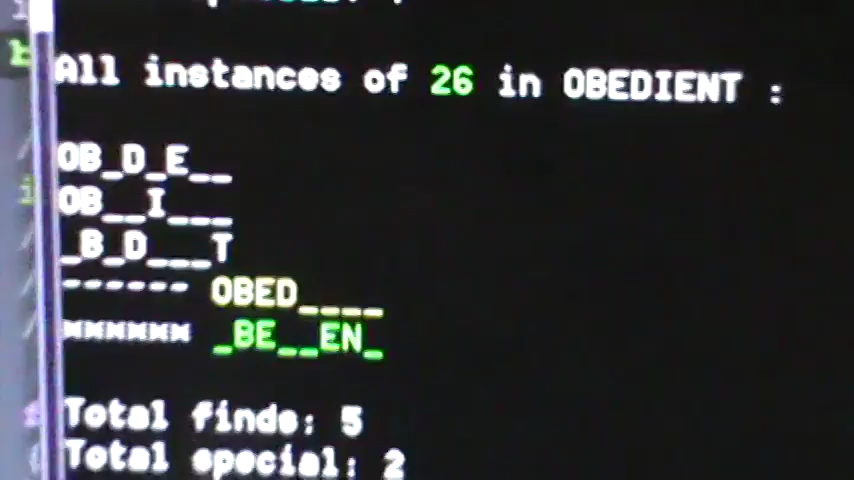 All instances of 26 in OBEDIENT :
OB_D_E__
OB__I___
_B_D___T
------ OBED____
****** _BE__EN_
Total finds: 5
Total special: 2